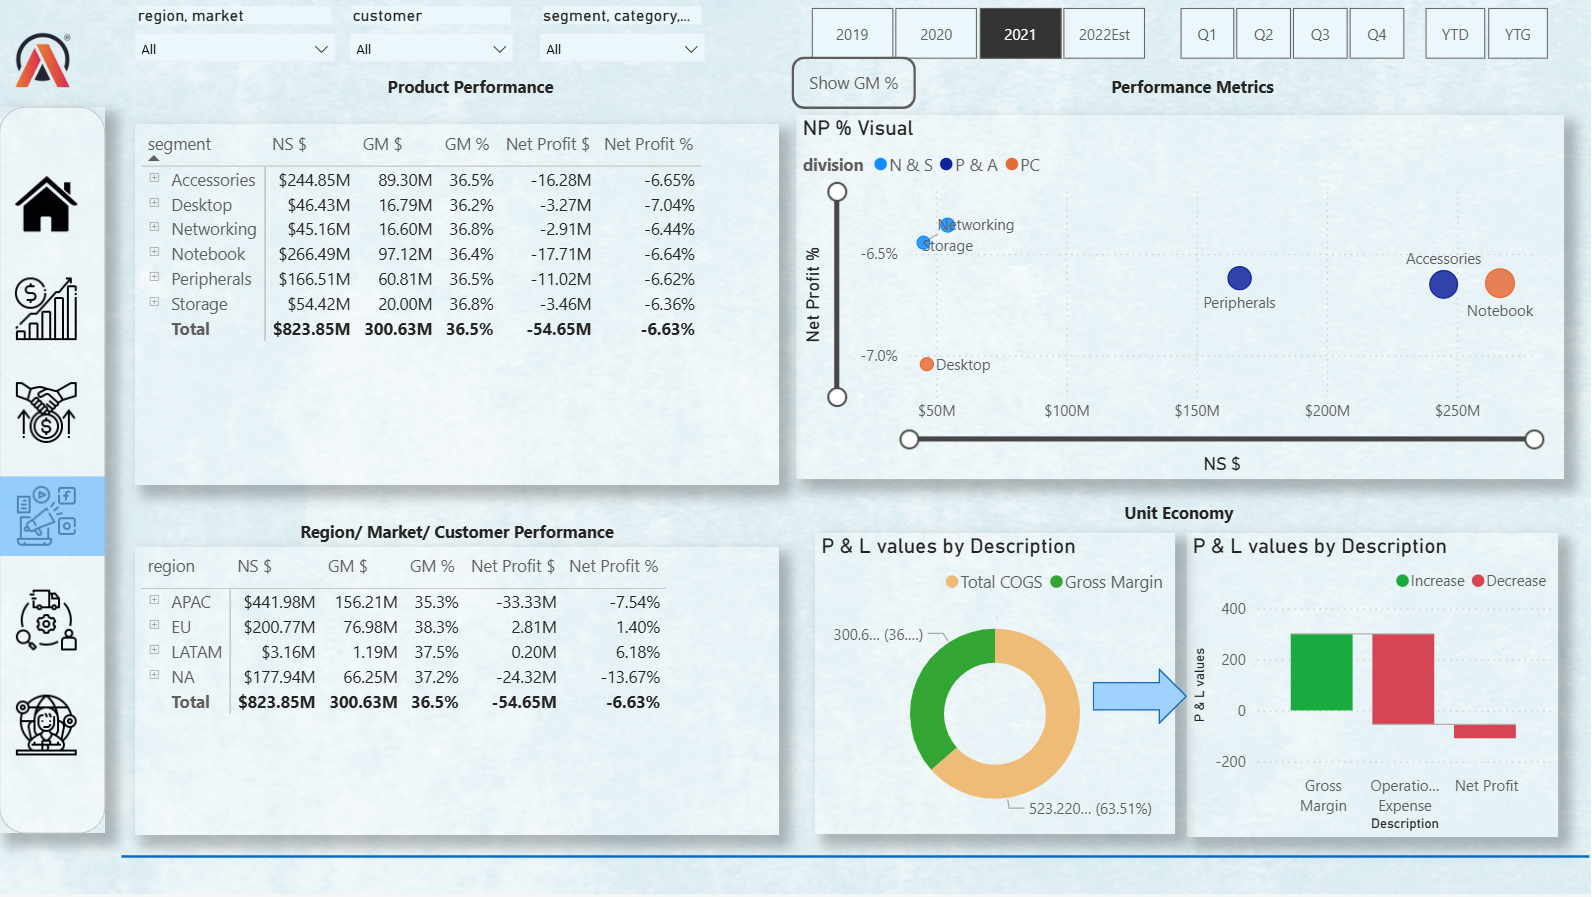 region, market
customer
segment, category,...
All
All
All
2019
2020
2021
2022Est
Q1
Q2
Q3
Q4
YTD
YTG
Product Performance
Show GM %
Performance Metrics
segment NS $ GM $ GM % Net Profit $ Net Profit %
Accessories $244.85M 89.30M 36.5% -16.28M -6.65%
Desktop $46.43M 16.79M 36.2% -3.27M -7.04%
Networking $45.16M 16.60M 36.8% -2.91M -6.44%
Notebook $266.49M 97.12M 36.4% -17.71M -6.64%
Peripherals $166.51M 60.81M 36.5% -11.02M -6.62%
Storage $54.42M 20.00M 36.8% -3.46M -6.36%
Total $823.85M 300.63M 36.5% -54.65M -6.63%
NP % Visual
division N & S P & A PC
Net Profit %
-6.5%
-7.0%
Networking
Storage
Peripherals
Accessories
Notebook
Desktop
$50M $100M $150M $200M $250M
NS $
Region/ Market/ Customer Performance
region NS $ GM $ GM % Net Profit $ Net Profit %
APAC $441.98M 156.21M 35.3% -33.33M -7.54%
EU $200.77M 76.98M 38.3% 2.81M 1.40%
LATAM $3.16M 1.19M 37.5% 0.20M 6.18%
NA $177.94M 66.25M 37.2% -24.32M -13.67%
Total $823.85M 300.63M 36.5% -54.65M -6.63%
Unit Economy
P & L values by Description
Total COGS Gross Margin
300.6... (36....)
523.220... (63.51%)
P & L values by Description
Increase Decrease
P & L values
400
200
0
-200
Gross Margin
Operatio... Expense
Net Profit
Description
®